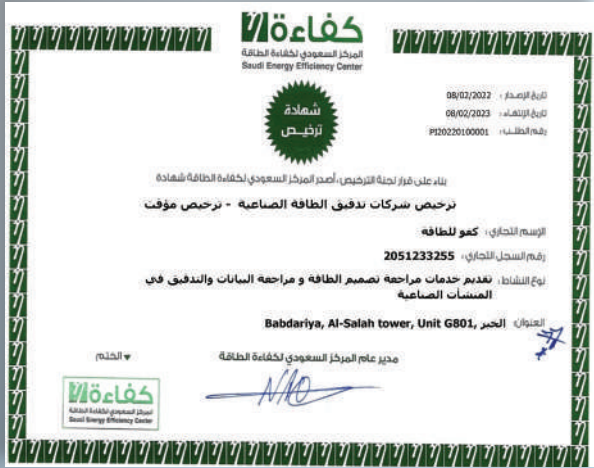 كفاءة
المركز السعودي لكفاءة الطاقة
Saudi Energy Efficiency Center
تاريخ الإصدار : 08/02/2022
تاريخ الإنتهاء : 08/02/2023
رقم الطلب : PI20220100001
شهادة
ترخيص
بناء على قرار لجنة الترخيص، أصدر المركز السعودي لكفاءة الطاقة شهادة
ترخيص شركات تدقيق الطاقة الصناعية - ترخيص مؤقت
الإسم التجاري: كفو للطاقة
رقم السجل التجاري: 2051233255
نوع النشاط: تقديم خدمات مراجعة تصميم الطاقة و مراجعة البيانات والتدقيق في
المنشآت الصناعية
العنوان: الخبر ,Babdariya, Al-Salah tower, Unit G801
مدير عام المركز السعودي لكفاءة الطاقة
الختم
كفاءة
المركز السعودي لكفاءة الطاقة
Saudi Energy Efficiency Center